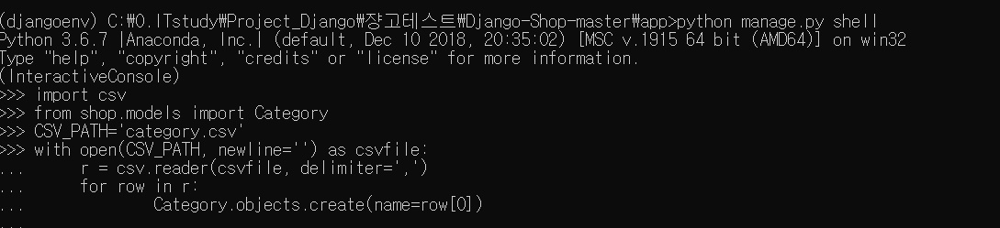 (djangoenv) C:₩0.ITstudy₩Project_Django₩쟝고테스트₩Django-Shop-master₩app>python manage.py shell
Python 3.6.7 |Anaconda, Inc.| (default, Dec 10 2018, 20:35:02) [MSC v.1915 64 bit (AMD64)] on win32
Type "help", "copyright", "credits" or "license" for more information.
(InteractiveConsole)
>>> import csv
>>> from shop.models import Category
>>> CSV_PATH='category.csv'
>>> with open(CSV_PATH, newline='') as csvfile:
...     r = csv.reader(csvfile, delimiter=',')
...     for row in r:
...             Category.objects.create(name=row[0])
...